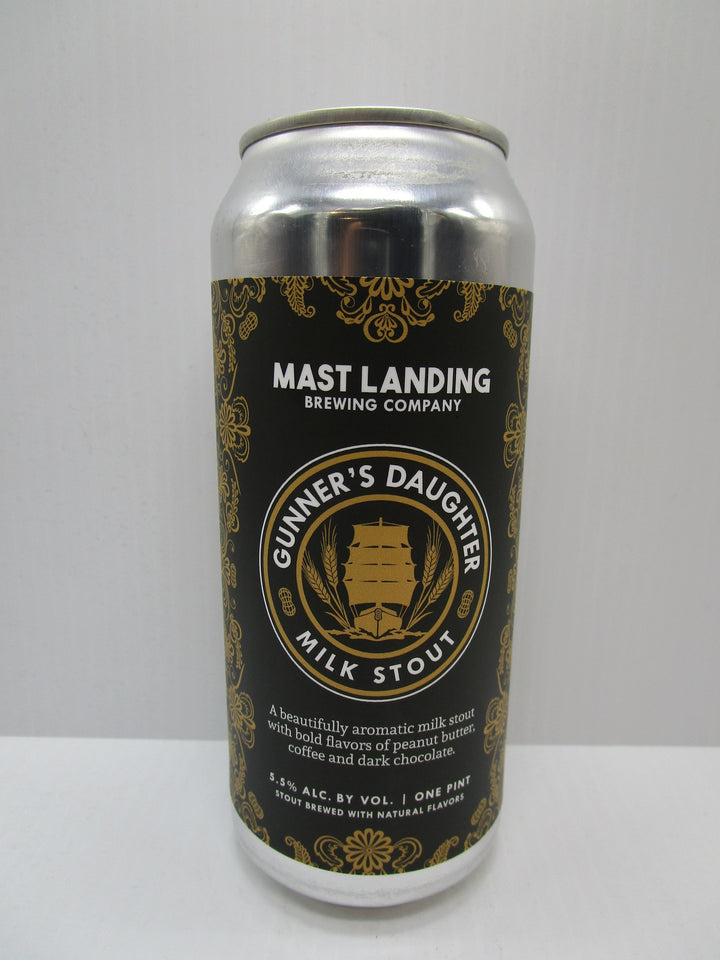 MAST LANDING
BREWING COMPANY
GUNNER'S DAUGHTER
MILK STOUT
A beautifully aromatic milk stout
with bold flavors of peanut butter,
coffee and dark chocolate.
5.5% ALC. BY VOL. | ONE PINT
STOUT BREWED WITH NATURAL FLAVORS